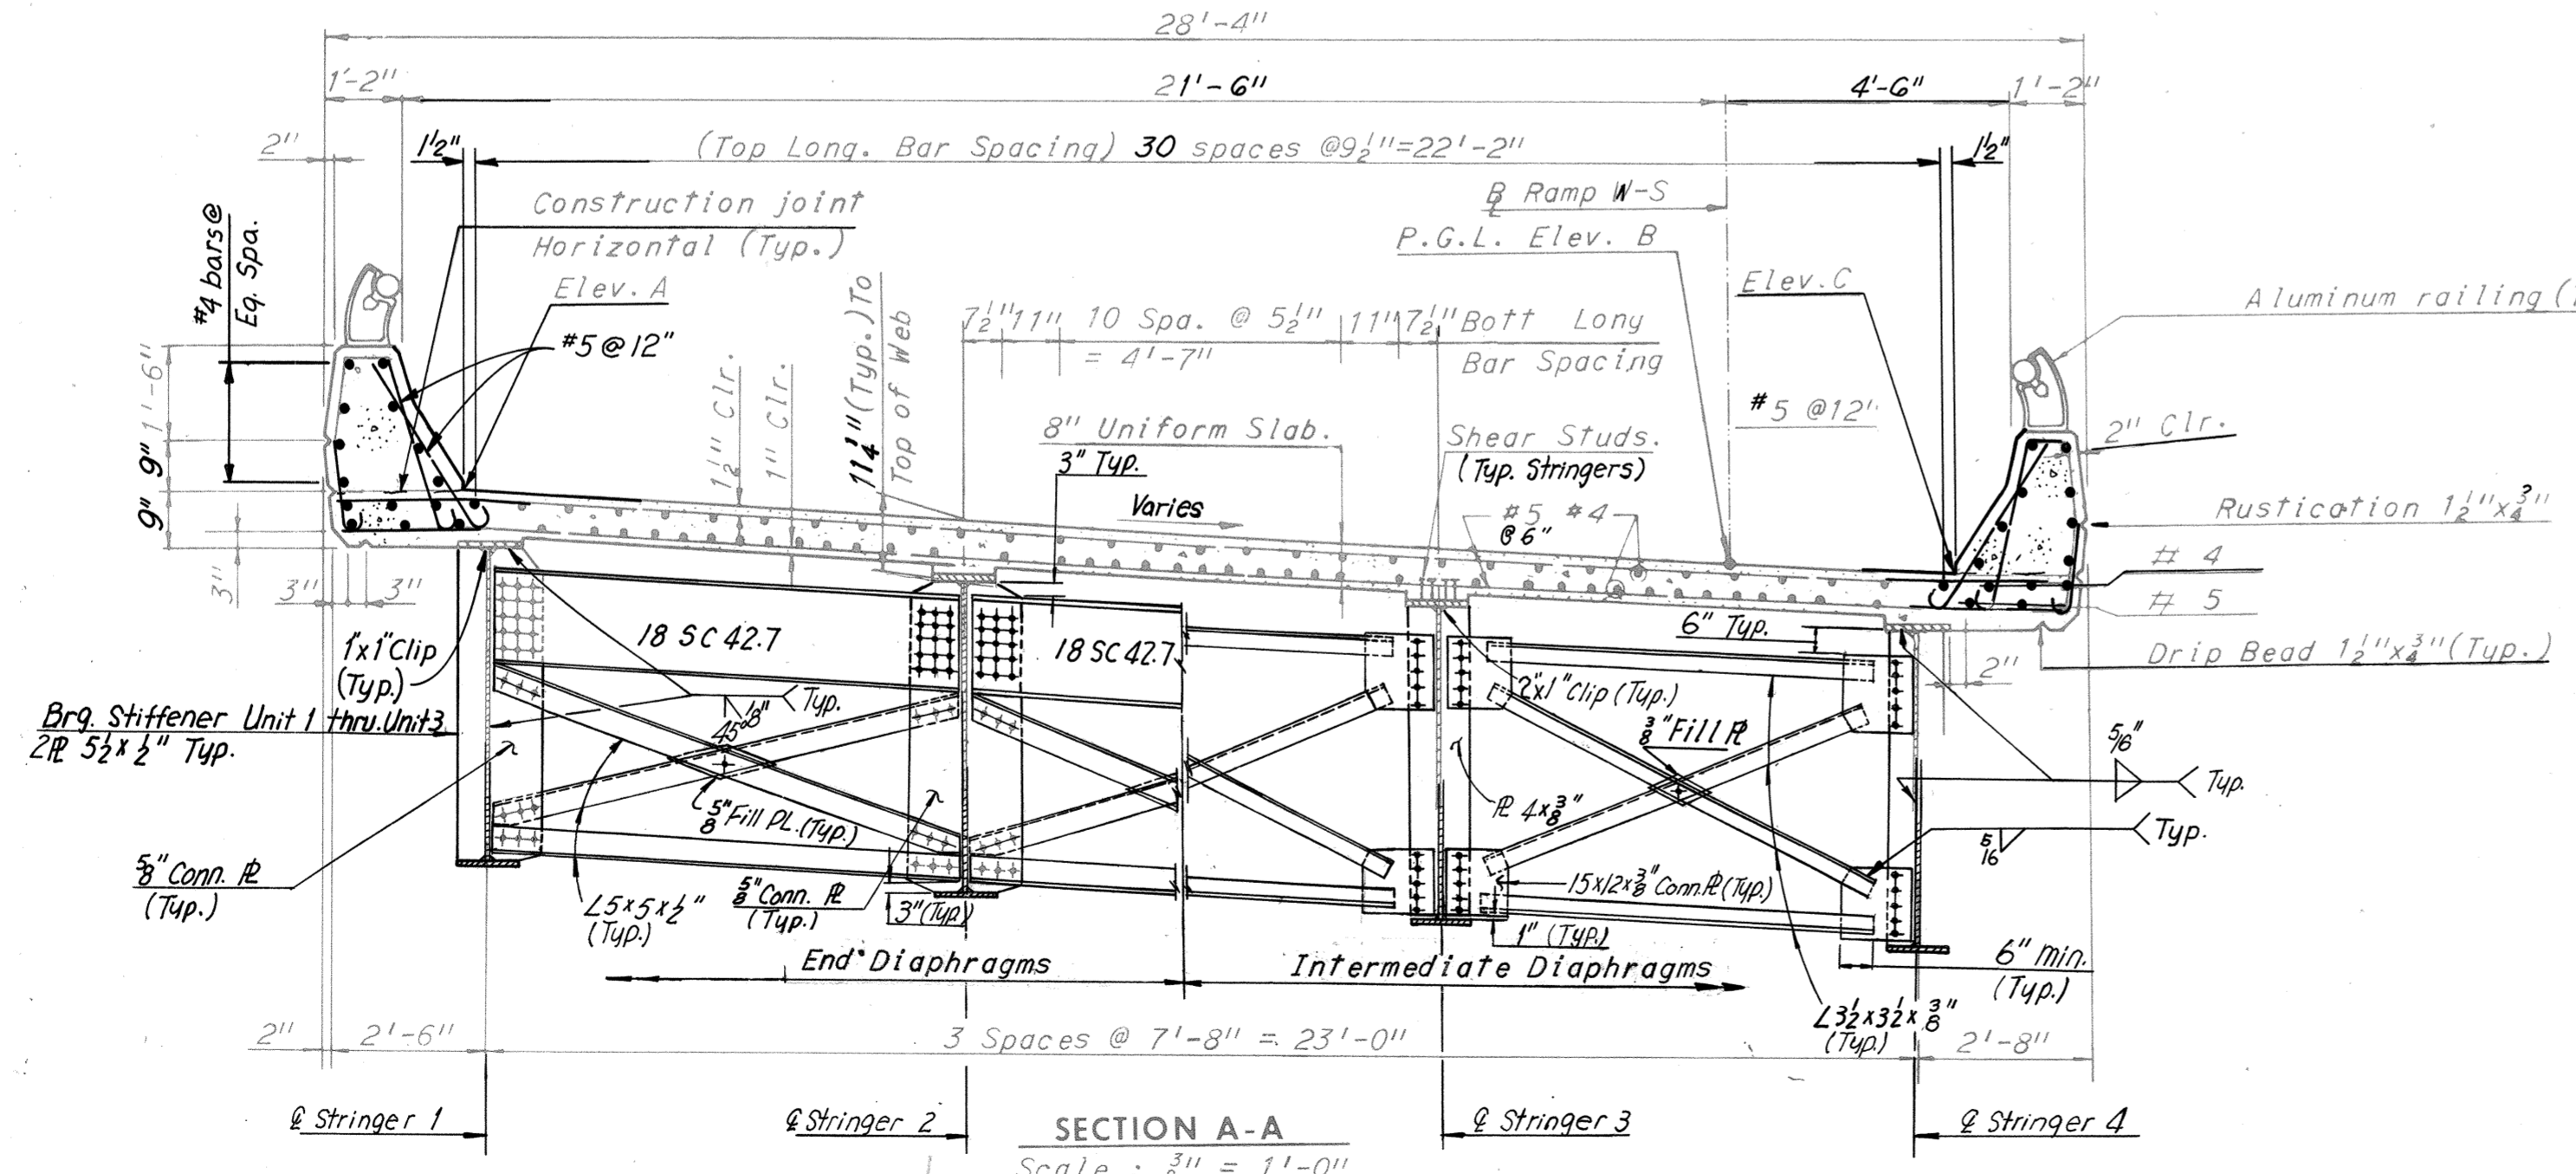 28'-4"
1'-2"
21'-6"
4'-6"
1'-2"
2"
1½"
(Top Long. Bar Spacing) 30 spaces @9½"=22'-2"
1½"
Construction joint
Horizontal (Typ.)
℄ Ramp W-S
P.G.L. Elev. B
#4 bars@
Eq. Spa.
Elev. A
Elev. C
Aluminum railing
#5 @ 12"
11¼" (Typ.) To
Top of Web
7½"
11"
10 Spa. @ 5½"
= 4'-7"
11"
7½"
Bott Long
Bar Spacing
1'-6"
9"
9"
3"
1½" Clr.
1" Clr.
8" Uniform Slab.
3" Typ.
Shear Studs.
(Typ. Stringers)
#5 @12"
2" Clr.
Varies
#5 #4
@6"
Rustication 1½"x¾"
# 4
# 5
3"
3"
1"x1" Clip
(Typ.)
18 SC 42.7
18 SC 42.7
6" Typ.
2"
Drip Bead 1½"x¾" (Typ.)
2"x1" Clip (Typ.)
Typ.
45°
⅛"
Brg. Stiffener Unit 1 thru. Unit 3
2 ⅊ 5½ x ½" Typ.
⅜" Fill ⅊
5/16"
Typ.
⅝" Fill PL. (Typ.)
⅊ 4x⅜"
5/16
Typ.
⅝" Conn. ⅊
(Typ.)
∠5x5x½"
(Typ.)
⅝" Conn. ⅊
(Typ.)
3" (Typ.)
15x12x⅜" Conn. ⅊ (Typ.)
1" (Typ.)
End Diaphragms
Intermediate Diaphragms
6" min.
(Typ.)
∠3½x3½x⅜"
(Typ.)
2"
2'-6"
3 Spaces @ 7'-8" = 23'-0"
2'-8"
℄ Stringer 1
℄ Stringer 2
℄ Stringer 3
℄ Stringer 4
SECTION A-A
Scale : ⅜" = 1'-0"